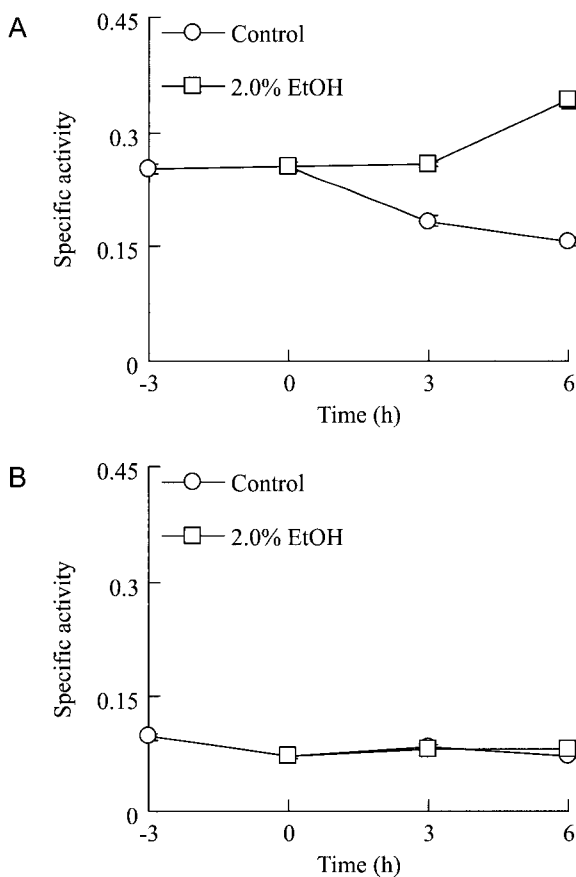 A
0.45
Control
2.0% EtOH
0.3
Specific activity
0.15
0
-3 0 3 6
Time (h)
B
0.45
Control
2.0% EtOH
0.3
Specific activity
0.15
0
-3 0 3 6
Time (h)